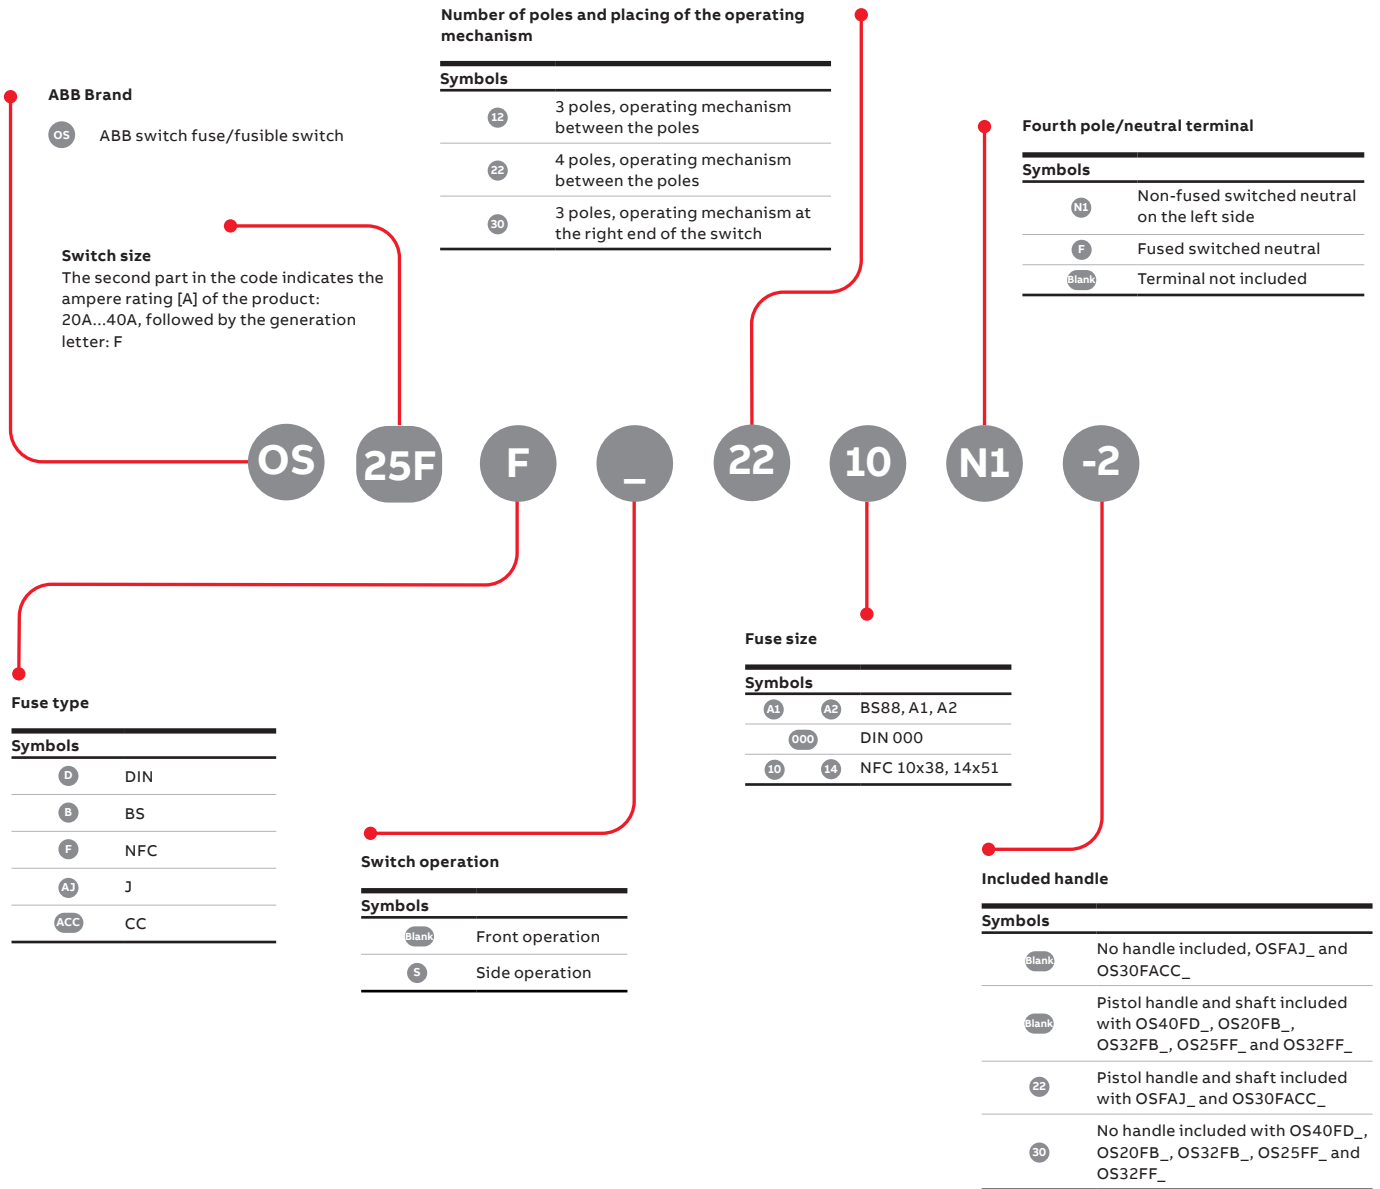 Number of poles and placing of the operating
mechanism
Symbols
12 3 poles, operating mechanism
between the poles
22 4 poles, operating mechanism
between the poles
30 3 poles, operating mechanism at
the right end of the switch
ABB Brand
OS ABB switch fuse/fusible switch
Fourth pole/neutral terminal
Symbols
N1 Non-fused switched neutral
on the left side
F Fused switched neutral
Blank Terminal not included
Switch size
The second part in the code indicates the
ampere rating [A] of the product:
20A...40A, followed by the generation
letter: F
OS 25F F _ 22 10 N1 -2
Fuse type
Symbols
D DIN
B BS
F NFC
AJ J
ACC CC
Switch operation
Symbols
Blank Front operation
S Side operation
Fuse size
Symbols
A1 A2 BS88, A1, A2
000 DIN 000
10 14 NFC 10x38, 14x51
Included handle
Symbols
Blank No handle included, OSFAJ_ and
OS30FACC_
Blank Pistol handle and shaft included
with OS40FD_, OS20FB_,
OS32FB_, OS25FF_ and OS32FF_
22 Pistol handle and shaft included
with OSFAJ_ and OS30FACC_
30 No handle included with OS40FD_,
OS20FB_, OS32FB_, OS25FF_ and
OS32FF_